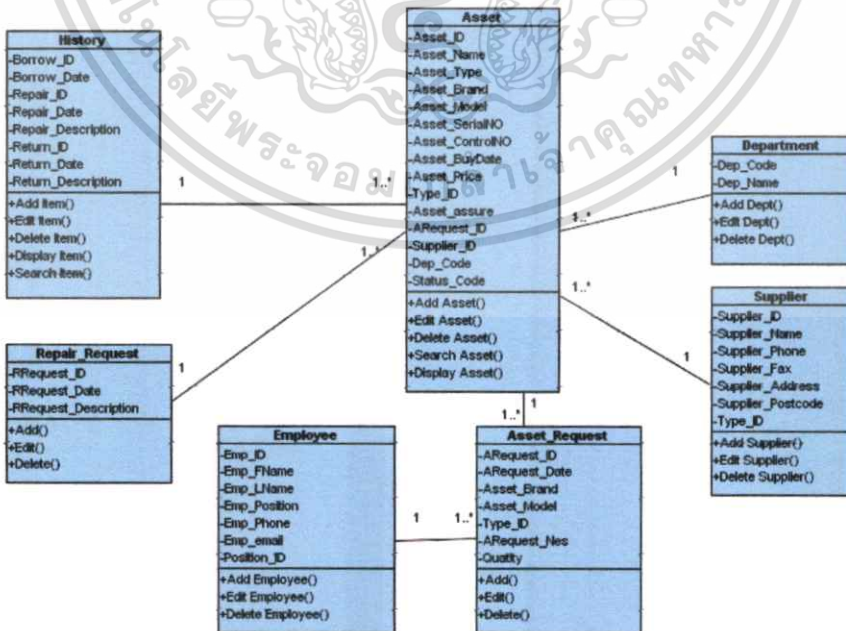 History
-Borrow_ID
-Borrow_Date
-Repair_ID
-Repair_Date
-Repair_Description
-Return_ID
-Return_Date
-Return_Description
+Add Item()
+Edit Item()
+Delete Item()
+Display Item()
+Search Item()
1
1..*
Asset
-Asset_ID
-Asset_Name
-Asset_Type
-Asset_Brand
-Asset_Model
-Asset_SerialNO
-Asset_ControlNO
-Asset_BuyDate
-Asset_Price
-Type_ID
-Asset_assure
-ARequest_ID
-Supplier_ID
-Dep_Code
-Status_Code
+Add Asset()
+Edit Asset()
+Delete Asset()
+Search Asset()
+Display Asset()
1
1..*
Department
-Dep_Code
-Dep_Name
+Add Dept()
+Edit Dept()
+Delete Dept()
1..*
1
Supplier
-Supplier_ID
-Supplier_Name
-Supplier_Phone
-Supplier_Fax
-Supplier_Address
-Supplier_Postcode
-Type_ID
+Add Supplier()
+Edit Supplier()
+Delete Supplier()
1..*
1
Repair_Request
-RRequest_ID
-RRequest_Date
-RRequest_Description
+Add()
+Edit()
+Delete()
1
1..*
Employee
-Emp_ID
-Emp_FName
-Emp_LName
-Emp_Position
-Emp_Phone
-Emp_email
-Position_ID
+Add Employee()
+Edit Employee()
+Delete Employee()
1
1..*
Asset_Request
-ARequest_ID
-ARequest_Date
-Asset_Brand
-Asset_Model
-Type_ID
-ARequest_Nes
-Quatity
+Add()
+Edit()
+Delete()